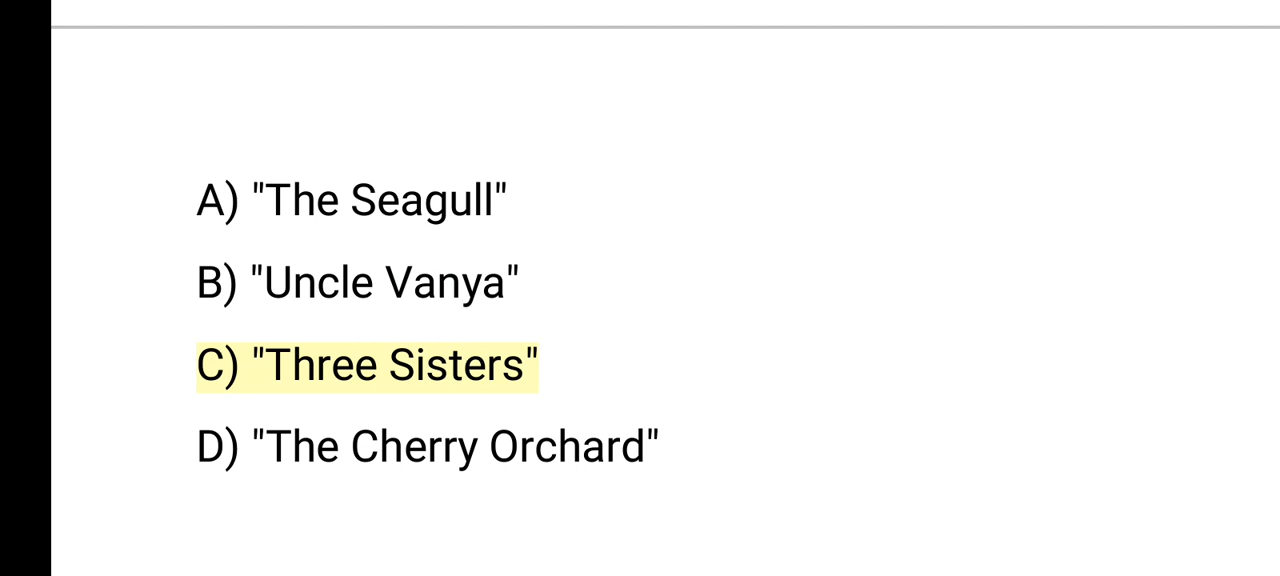 A) "The Seagull"
B) "Uncle Vanya"
C) "Three Sisters"
D) "The Cherry Orchard"